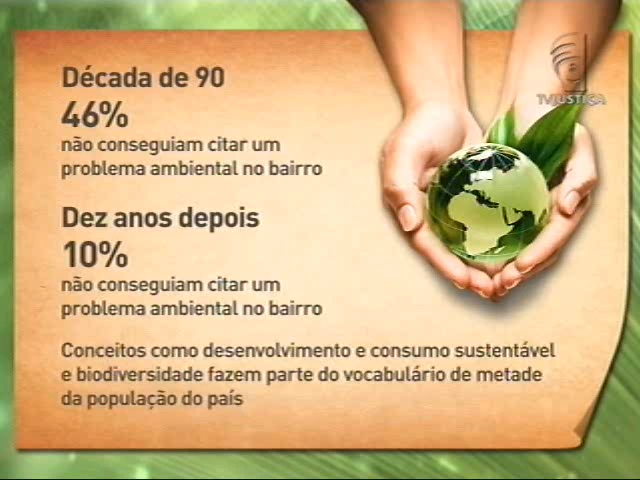 Década de 90
46%
não conseguiam citar um
problema ambiental no bairro
Dez anos depois
10%
não conseguiam citar um
problema ambiental no bairro
Conceitos como desenvolvimento e consumo sustentável
e biodiversidade fazem parte do vocabulário de metade
da população do país
TVJUSTIÇA